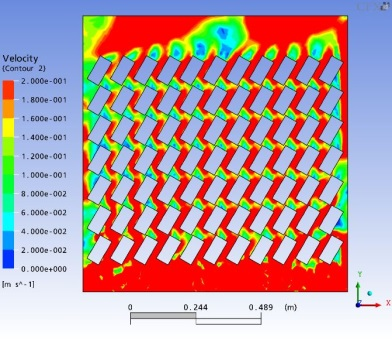 Velocity
(Contour 2)
2.000e-001
1.800e-001
1.600e-001
1.400e-001
1.200e-001
1.000e-001
8.000e-002
6.000e-002
4.000e-002
2.000e-002
0.000e+000
[m s^-1]
0 0.244 0.489 (m)
Y
X